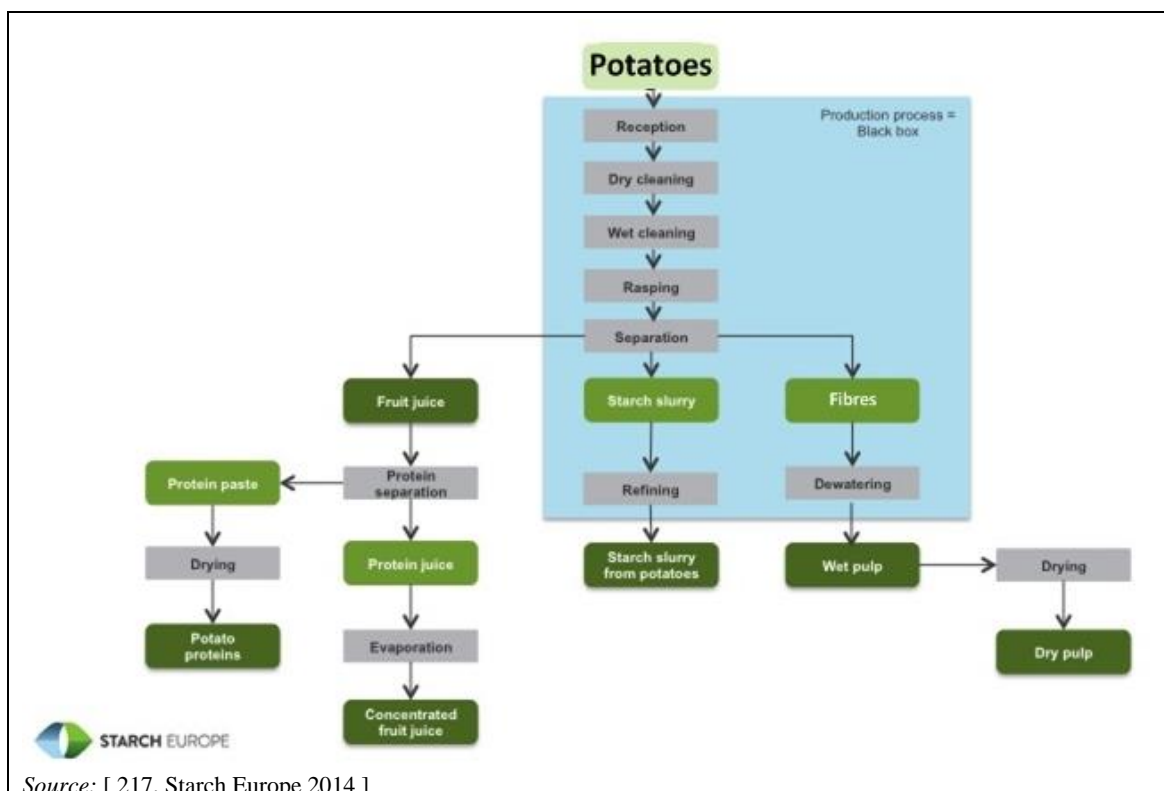 Potatoes
Production process =
Black box
Reception
Dry cleaning
Wet cleaning
Rasping
Separation
Fruit juice
Starch slurry
Fibres
Protein paste
Protein
separation
Refining
Dewatering
Drying
Protein juice
Starch slurry
from potatoes
Wet pulp
Drying
Potato
proteins
Evaporation
Dry pulp
Concentrated
fruit juice
STARCH EUROPE
Source: [ 217, Starch Europe 2014 ]